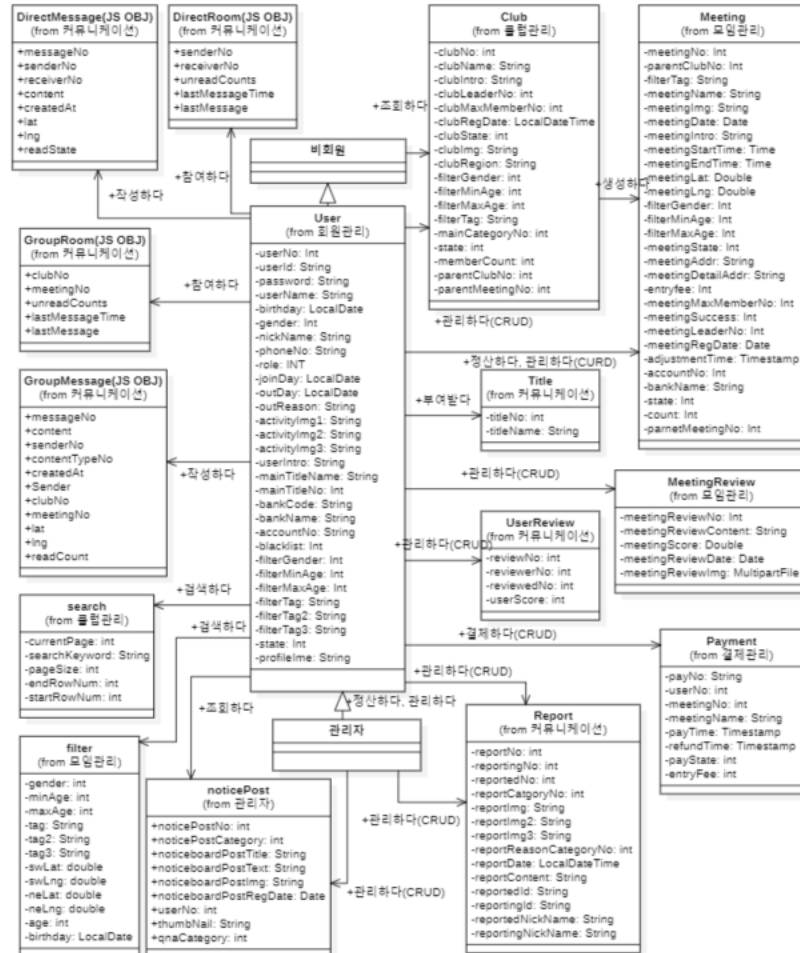 DirectMessage(JS OBJ)
(from 커뮤니케이션)
+messageNo
+senderNo
+receiverNo
+content
+createdAt
+lat
+lng
+readState
DirectRoom(JS OBJ)
(from 커뮤니케이션)
+senderNo
+receiverNo
+unreadCounts
+lastMessageTime
+lastMessage
Club
(from 클럽관리)
-clubNo: int
-clubName: String
-clubIntro: String
-clubLeaderNo: int
-clubMaxMemberNo: int
-clubRegDate: LocalDateTime
-clubState: int
-clubImg: String
-clubRegion: String
-filterGender: int
-filterMinAge: int
-filterMaxAge: int
-filterTag: String
-mainCategoryNo: int
-state: int
-memberCount: int
-parentClubNo: int
-parentMeetingNo: int
Meeting
(from 모임관리)
-meetingNo: Int
-parentClubNo: Int
-filterTag: String
-meetingName: String
-meetingImg: String
-meetingDate: Date
-meetingIntro: String
-meetingStartTime: Time
-meetingEndTime: Time
-meetingLat: Double
-meetingLng: Double
-filterGender: Int
-filterMinAge: Int
-filterMaxAge: Int
-meetingState: Int
-meetingAddr: String
-meetingDetailAddr: String
-entryfee: Int
-meetingMaxMemberNo: Int
-meetingSuccess: Int
-meetingLeaderNo: Int
-meetingRegDate: Date
-adjustmentTime: Timestamp
-accountNo: Int
-bankName: String
-state: Int
-count: Int
-parnetMeetingNo: Int
+조회하다
비회원
+참여하다
+작성하다
+생성하다
User
(from 회원관리)
-userNo: Int
-userId: String
-password: String
-userName: String
-birthday: LocalDate
-gender: Int
-nickName: String
-phoneNo: String
-role: INT
-joinDay: LocalDate
-outDay: LocalDate
-outReason: String
-activityImg1: String
-activityImg2: String
-activityImg3: String
-userIntro: String
-mainTitleName: String
-mainTitleNo: Int
-bankCode: String
-bankName: String
-accountNo: String
-blacklist: Int
-filterGender: Int
-filterMinAge: Int
-filterMaxAge: Int
-filterTag: String
-filterTag2: String
-filterTag3: String
-state: Int
-profileIme: String
GroupRoom(JS OBJ)
(from 커뮤니케이션)
+clubNo
+meetingNo
+unreadCounts
+lastMessageTime
+lastMessage
+참여하다
+관리하다(CRUD)
+정산하다, 관리하다(CURD)
GroupMessage(JS OBJ)
(from 커뮤니케이션)
+messageNo
+content
+senderNo
+contentTypeNo
+createdAt
+Sender
+clubNo
+meetingNo
+lat
+lng
+readCount
+작성하다
Title
(from 커뮤니케이션)
-titleNo: int
-titleName: String
+부여받다
+관리하다(CRUD)
MeetingReview
(from 모임관리)
-meetingReviewNo: Int
-meetingReviewContent: String
-meetingScore: Double
-meetingReviewDate: Date
-meetingReviewImg: MultipartFile
UserReview
(from 커뮤니케이션)
-reviewNo: int
-reviewerNo: int
-reviewedNo: int
-userScore: int
+관리하다(CRUD)
+검색하다
search
(from 클럽관리)
-currentPage: int
-searchKeyword: String
-pageSize: int
-endRowNum: int
-startRowNum: int
+검색하다
+결제하다(CRUD)
Payment
(from 결제관리)
-payNo: String
-userNo: int
-meetingNo: int
-meetingName: String
-payTime: Timestamp
-refundTime: Timestamp
-payState: int
-entryFee: int
+관리하다(CRUD)
+조회하다
+정산하다, 관리하다
관리자
filter
(from 모임관리)
-gender: int
-minAge: int
-maxAge: int
-tag: String
-tag2: String
-tag3: String
-swLat: double
-swLng: double
-neLat: double
-neLng: double
-age: int
-birthday: LocalDate
noticePost
(from 관리자)
+noticePostNo: int
+noticePostCategory: int
+noticeboardPostTitle: String
+noticeboardPostText: String
+noticeboardPostImg: String
+noticeboardPostRegDate: Date
+userNo: int
+thumbNail: String
+qnaCategory: int
+관리하다(CRUD)
+관리하다(CRUD)
Report
(from 커뮤니케이션)
-reportNo: int
-reportingNo: int
-reportedNo: int
-reportCatgoryNo: int
-reportImg: String
-reportImg2: String
-reportImg3: String
-reportReasonCategoryNo: int
-reportDate: LocalDateTime
-reportContent: String
-reportedId: String
-reportingId: String
-reportedNickName: String
-reportingNickName: String